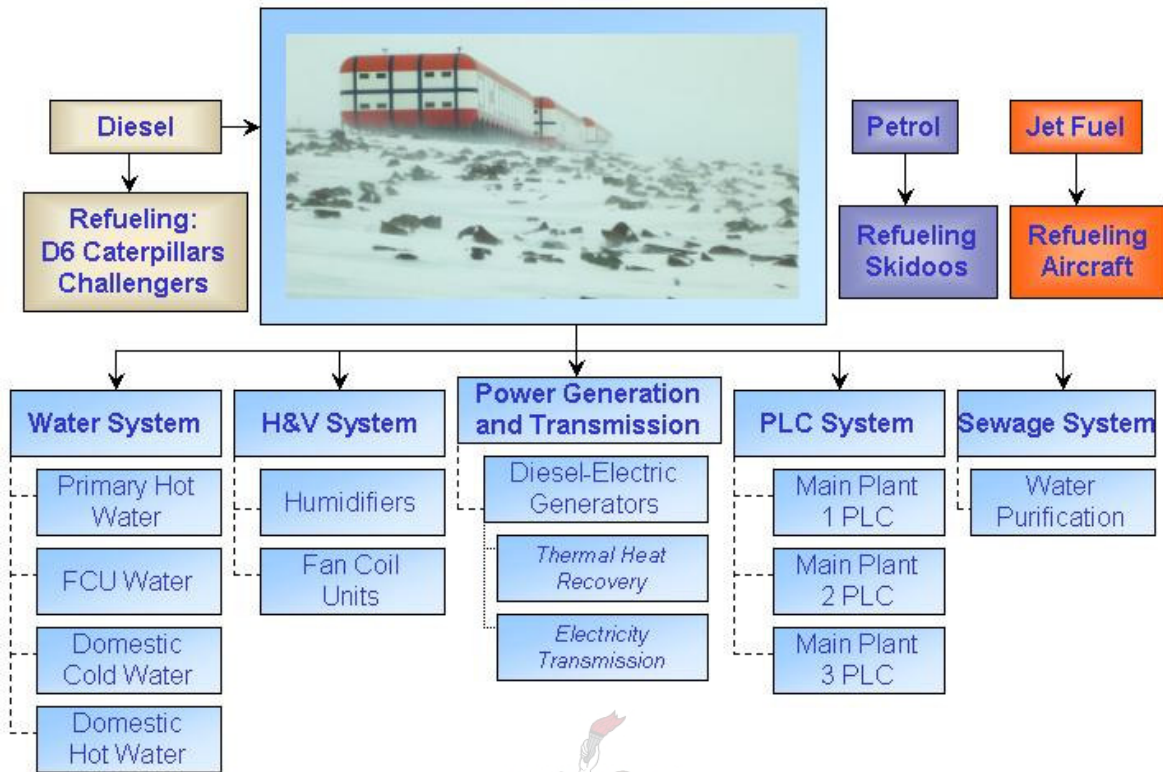 Diesel
Refueling:
D6 Caterpillars
Challengers
Petrol
Refueling
Skidoos
Jet Fuel
Refueling
Aircraft
Water System
Primary Hot
Water
FCU Water
Domestic
Cold Water
Domestic
Hot Water
H&V System
Humidifiers
Fan Coil
Units
Power Generation
and Transmission
Diesel-Electric
Generators
Thermal Heat
Recovery
Electricity
Transmission
PLC System
Main Plant
1 PLC
Main Plant
2 PLC
Main Plant
3 PLC
Sewage System
Water
Purification